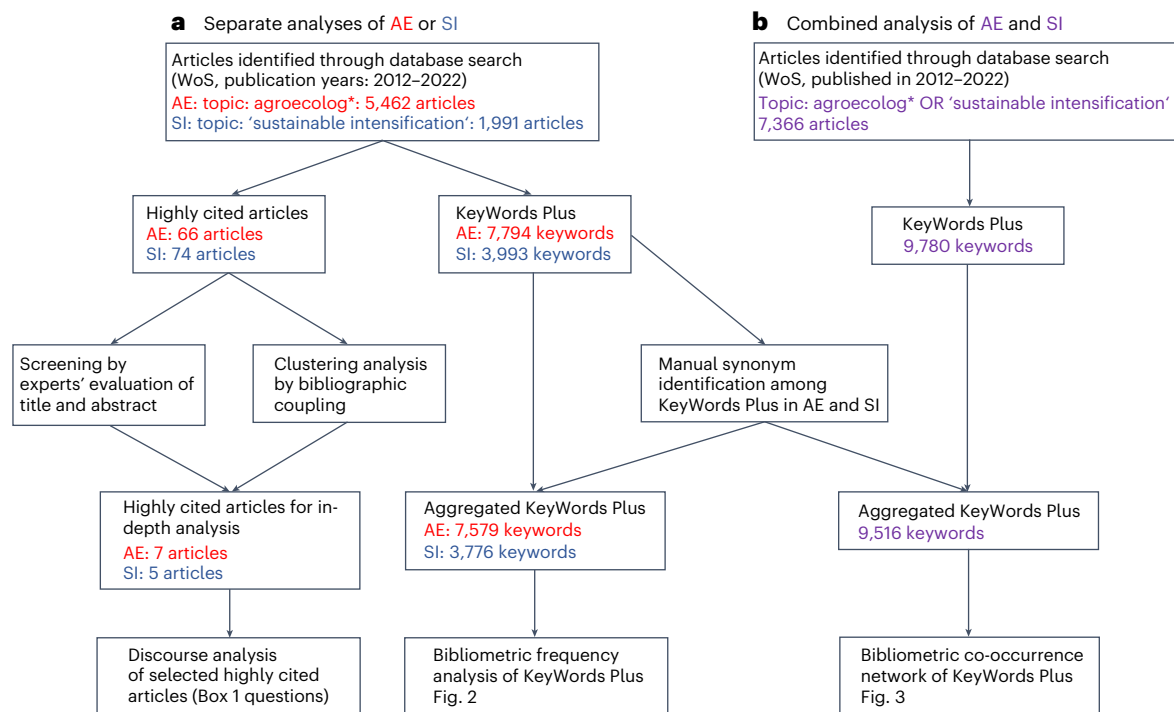 a Separate analyses of AE or SI
Articles identified through database search
(WoS, publication years: 2012–2022)
AE: topic: agroecolog*: 5,462 articles
SI: topic: ‘sustainable intensification‘: 1,991 articles
Highly cited articles
AE: 66 articles
SI: 74 articles
KeyWords Plus
AE: 7,794 keywords
SI: 3,993 keywords
Screening by
experts’ evaluation of
title and abstract
Clustering analysis
by bibliographic
coupling
Manual synonym
identification among
KeyWords Plus in AE and SI
Highly cited articles for in-
depth analysis
AE: 7 articles
SI: 5 articles
Aggregated KeyWords Plus
AE: 7,579 keywords
SI: 3,776 keywords
Discourse analysis
of selected highly cited
articles (Box 1 questions)
Bibliometric frequency
analysis of KeyWords Plus
Fig. 2
b Combined analysis of AE and SI
Articles identified through database search
(WoS, published in 2012–2022)
Topic: agroecolog* OR ‘sustainable intensification‘
7,366 articles
KeyWords Plus
9,780 keywords
Aggregated KeyWords Plus
9,516 keywords
Bibliometric co-occurrence
network of KeyWords Plus
Fig. 3